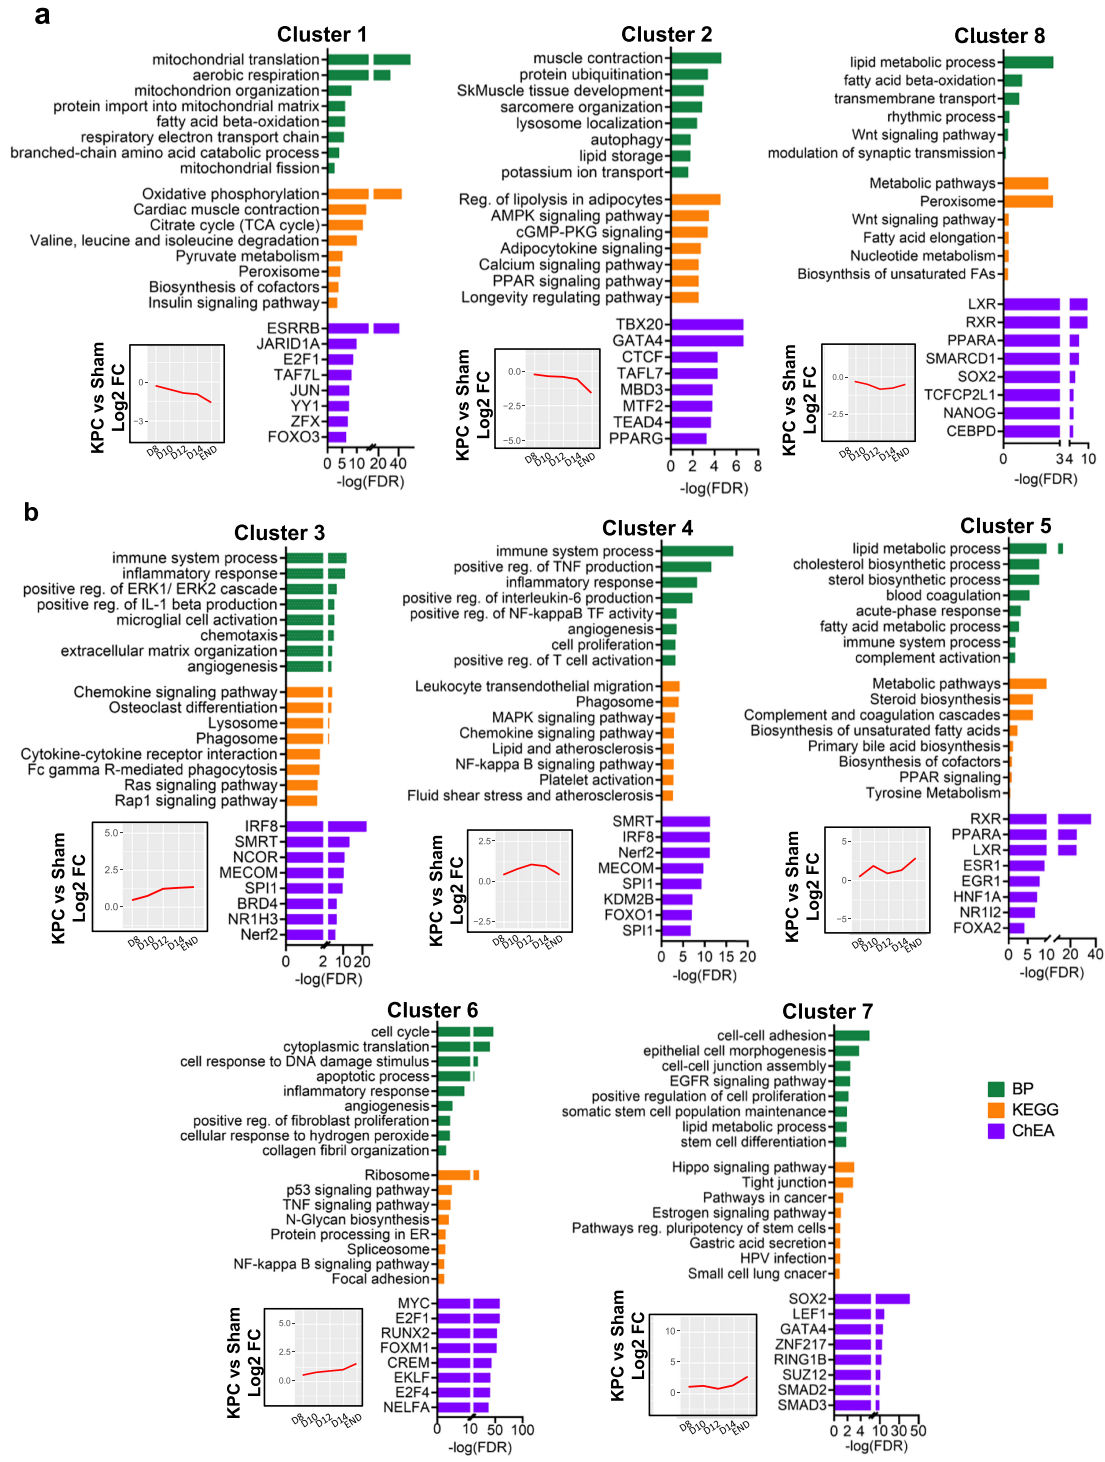 a
Cluster 1
mitochondrial translation
aerobic respiration
mitochondrion organization
protein import into mitochondrial matrix
fatty acid beta-oxidation
respiratory electron transport chain
branched-chain amino acid catabolic process
mitochondrial fission
Oxidative phosphorylation
Cardiac muscle contraction
Citrate cycle (TCA cycle)
Valine, leucine and isoleucine degradation
Pyruvate metabolism
Peroxisome
Biosynthesis of cofactors
Insulin signaling pathway
ESRRB
JARID1A
E2F1
TAF7L
JUN
YY1
ZFX
FOXO3
0 5 10 20 40
-log(FDR)
KPC vs Sham
Log2 FC
0
-3
D8 D10 D12 D14 END
Cluster 2
muscle contraction
protein ubiquitination
SkMuscle tissue development
sarcomere organization
lysosome localization
autophagy
lipid storage
potassium ion transport
Reg. of lipolysis in adipocytes
AMPK signaling pathway
cGMP-PKG signaling
Adipocytokine signaling
Calcium signaling pathway
PPAR signaling pathway
Longevity regulating pathway
TBX20
GATA4
CTCF
TAFL7
MBD3
MTF2
TEAD4
PPARG
0 2 4 6 8
-log(FDR)
KPC vs Sham
Log2 FC
0.0
-2.5
-5.0
D8 D10 D12 D14 END
Cluster 8
lipid metabolic process
fatty acid beta-oxidation
transmembrane transport
rhythmic process
Wnt signaling pathway
modulation of synaptic transmission
Metabolic pathways
Peroxisome
Wnt signaling pathway
Fatty acid elongation
Nucleotide metabolism
Biosynthsis of unsaturated FAs
LXR
RXR
PPARA
SMARCD1
SOX2
TCFCP2L1
NANOG
CEBPD
0 3 4 10
-log(FDR)
KPC vs Sham
Log2 FC
0.0
-2.5
D8 D10 D12 D14 END
b
Cluster 3
immune system process
inflammatory response
positive reg. of ERK1/ ERK2 cascade
positive reg. of IL-1 beta production
microglial cell activation
chemotaxis
extracellular matrix organization
angiogenesis
Chemokine signaling pathway
Osteoclast differentiation
Lysosome
Phagosome
Cytokine-cytokine receptor interaction
Fc gamma R-mediated phagocytosis
Ras signaling pathway
Rap1 signaling pathway
IRF8
SMRT
NCOR
MECOM
SPI1
BRD4
NR1H3
Nerf2
0 2 10 20
-log(FDR)
KPC vs Sham
Log2 FC
5.0
2.5
0.0
D8 D10 D12 D14 END
Cluster 4
immune system process
positive reg. of TNF production
inflammatory response
positive reg. of interleukin-6 production
positive reg. of NF-kappaB TF activity
angiogenesis
cell proliferation
positive reg. of T cell activation
Leukocyte transendothelial migration
Phagosome
MAPK signaling pathway
Chemokine signaling pathway
Lipid and atherosclerosis
NF-kappa B signaling pathway
Platelet activation
Fluid shear stress and atherosclerosis
SMRT
IRF8
Nerf2
MECOM
SPI1
KDM2B
FOXO1
SPI1
0 5 10 15 20
-log(FDR)
KPC vs Sham
Log2 FC
2.5
0.0
-2.5
D8 D10 D12 D14 END
Cluster 5
lipid metabolic process
cholesterol biosynthetic process
sterol biosynthetic process
blood coagulation
acute-phase response
fatty acid metabolic process
immune system process
complement activation
Metabolic pathways
Steroid biosynthesis
Complement and coagulation cascades
Biosynthesis of unsaturated fatty acids
Primary bile acid biosynthesis
Biosynthesis of cofactors
PPAR signaling
Tyrosine Metabolism
RXR
PPARA
LXR
ESR1
EGR1
HNF1A
NR1I2
FOXA2
0 5 10 20 40
-log(FDR)
KPC vs Sham
Log2 FC
5
0
-5
D8 D10 D12 D14 END
Cluster 6
cell cycle
cytoplasmic translation
cell response to DNA damage stimulus
apoptotic process
inflammatory response
angiogenesis
positive reg. of fibroblast proliferation
cellular response to hydrogen peroxide
collagen fibril organization
Ribosome
p53 signaling pathway
TNF signaling pathway
N-Glycan biosynthesis
Protein processing in ER
Spliceosome
NF-kappa B signaling pathway
Focal adhesion
MYC
E2F1
RUNX2
FOXM1
CREM
EKLF
E2F4
NELFA
0 10 50 100
-log(FDR)
KPC vs Sham
Log2 FC
5.0
2.5
0.0
D8 D10 D12 D14 END
Cluster 7
cell-cell adhesion
epithelial cell morphogenesis
cell-cell junction assembly
EGFR signaling pathway
positive regulation of cell proliferation
somatic stem cell population maintenance
lipid metabolic process
stem cell differentiation
Hippo signaling pathway
Tight junction
Pathways in cancer
Estrogen signaling pathway
Pathways reg. pluripotency of stem cells
Gastric acid secretion
HPV infection
Small cell lung cnacer
SOX2
LEF1
GATA4
ZNF217
RING1B
SUZ12
SMAD2
SMAD3
0 2 4 10 30 50
-log(FDR)
KPC vs Sham
Log2 FC
10
5
0
D8 D10 D12 D14 END
BP
KEGG
ChEA